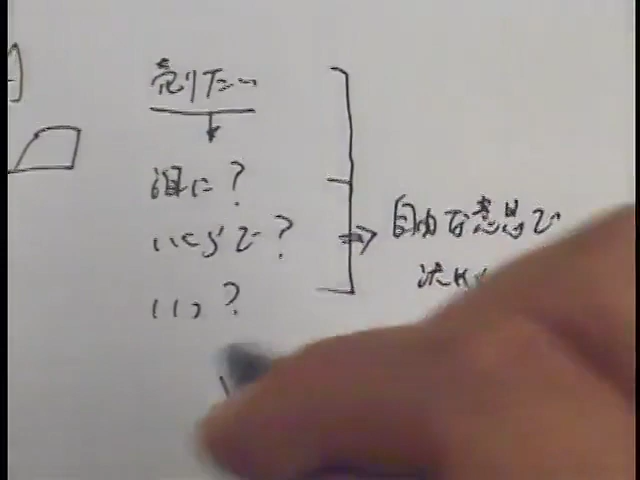 売りたい
誰に?
いくらで?
いつ?
自由な意思で
決め